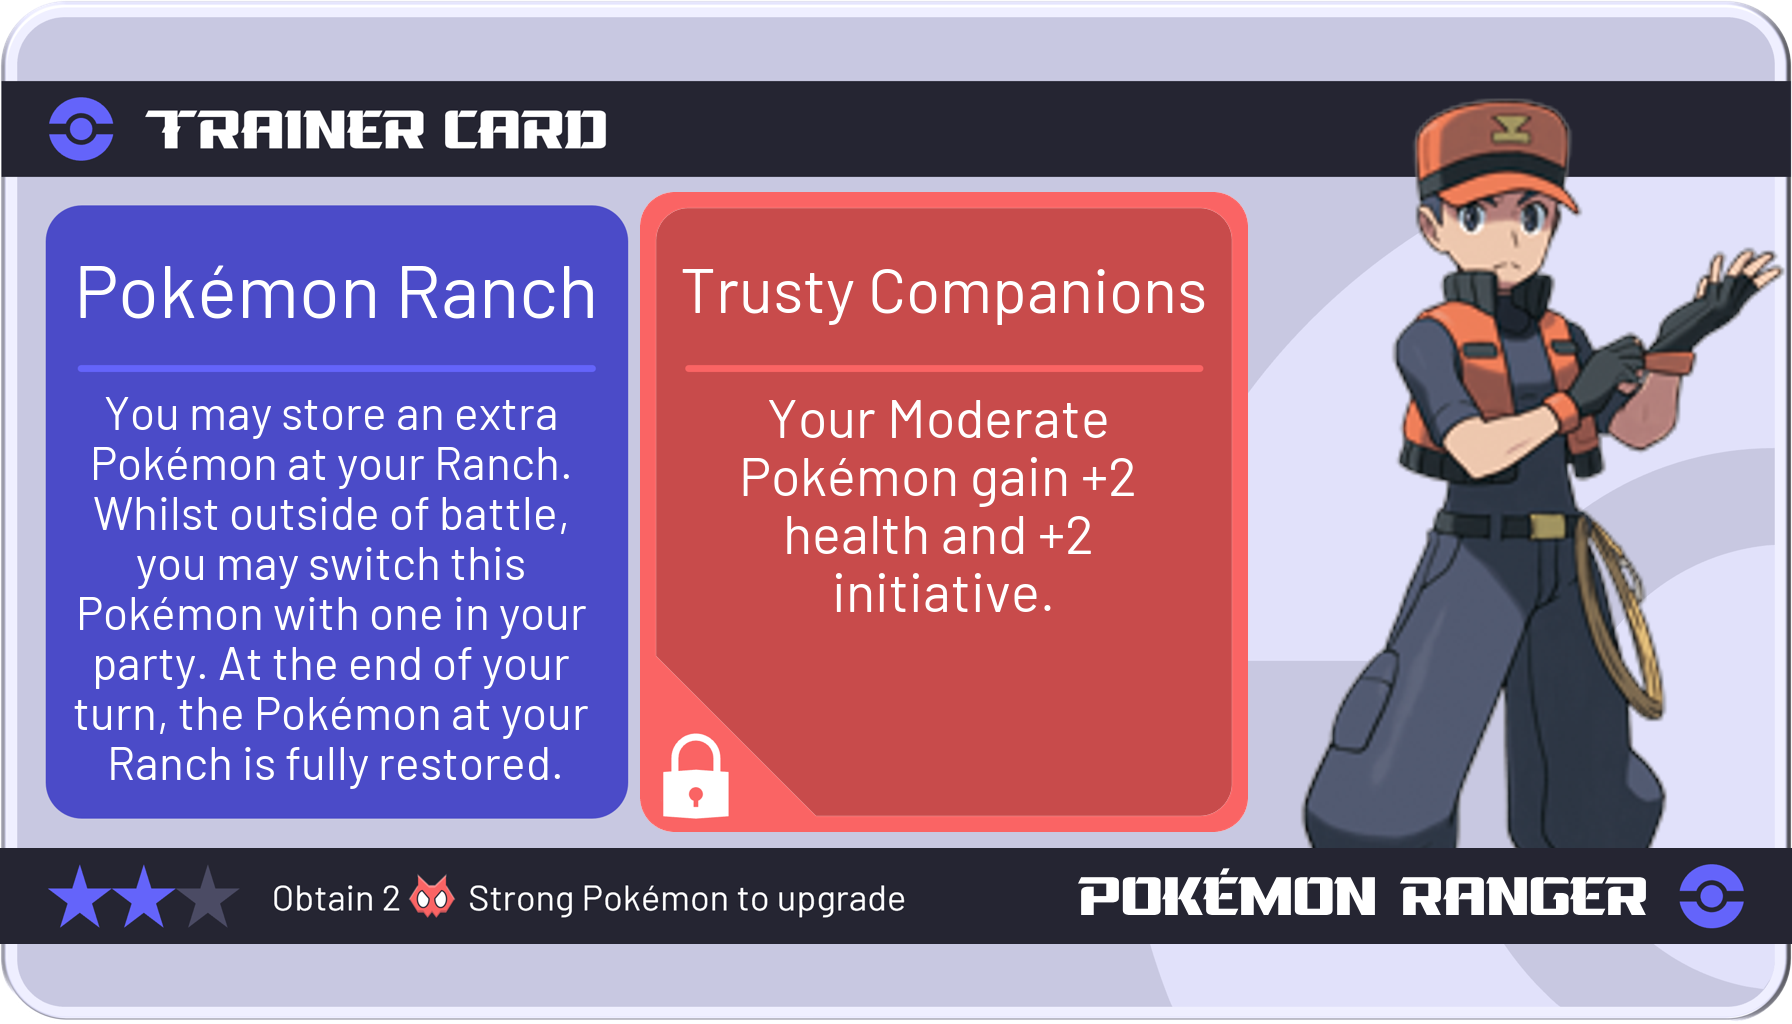 TRAINER CARD
Pokémon Ranch
You may store an extra
Pokémon at your Ranch.
Whilst outside of battle,
you may switch this
Pokémon with one in your
party. At the end of your
turn, the Pokémon at your
Ranch is fully restored.
Trusty Companions
Your Moderate
Pokémon gain +2
health and +2
initiative.
Obtain 2 Strong Pokémon to upgrade
POKÉMON RANGER